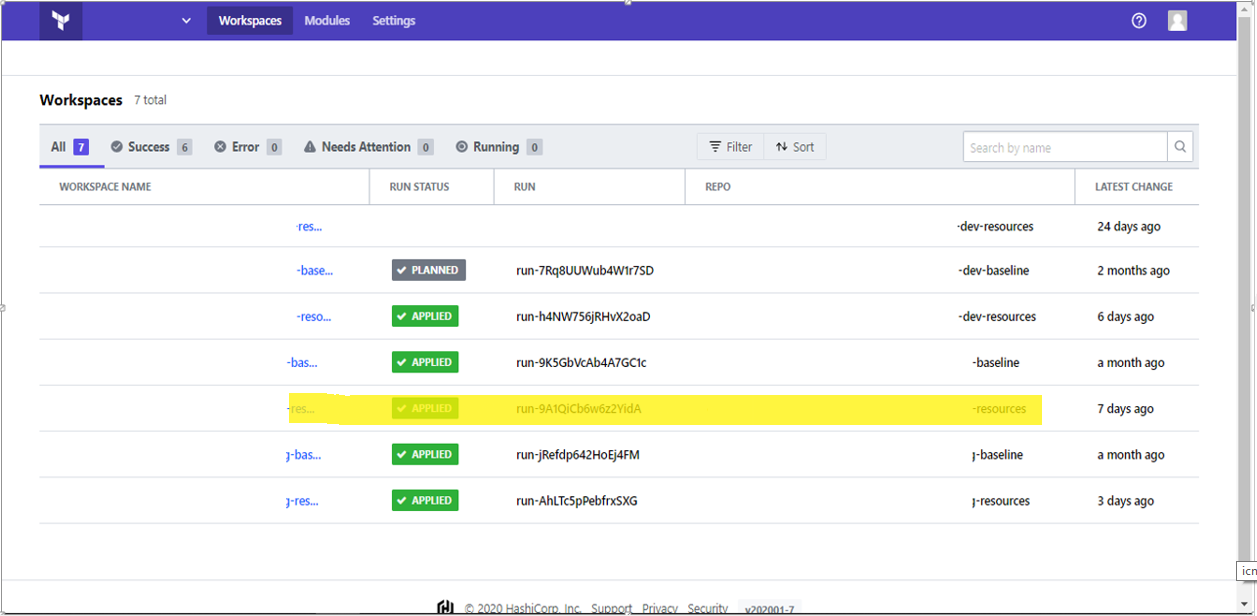 Workspaces Modules Settings
Workspaces 7 total
All 7 Success 6 Error 0 Needs Attention 0 Running 0 Filter Sort Search by name
WORKSPACE NAME RUN STATUS RUN REPO LATEST CHANGE
-res... -dev-resources 24 days ago
-base... PLANNED run-7Rq8UUWub4W1r7SD -dev-baseline 2 months ago
-reso... APPLIED run-h4NW756jRHvX2oaD -dev-resources 6 days ago
-bas... APPLIED run-9K5GbVcAb4A7GC1c -baseline a month ago
-res... APPLIED run-9A1QiCb6w6z2YidA -resources 7 days ago
g-bas... APPLIED run-jRefdp642HoEj4FM g-baseline a month ago
g-res... APPLIED run-AhLTc5pPebfrxSXG g-resources 3 days ago
© 2020 HashiCorp, Inc. Support Privacy Security v202001-7